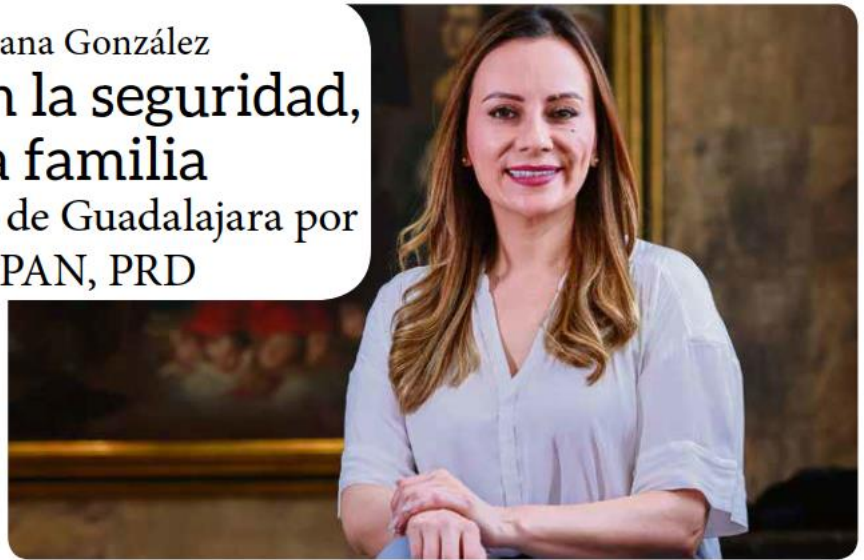 ana González
n la seguridad,
a familia
de Guadalajara por
PAN, PRD